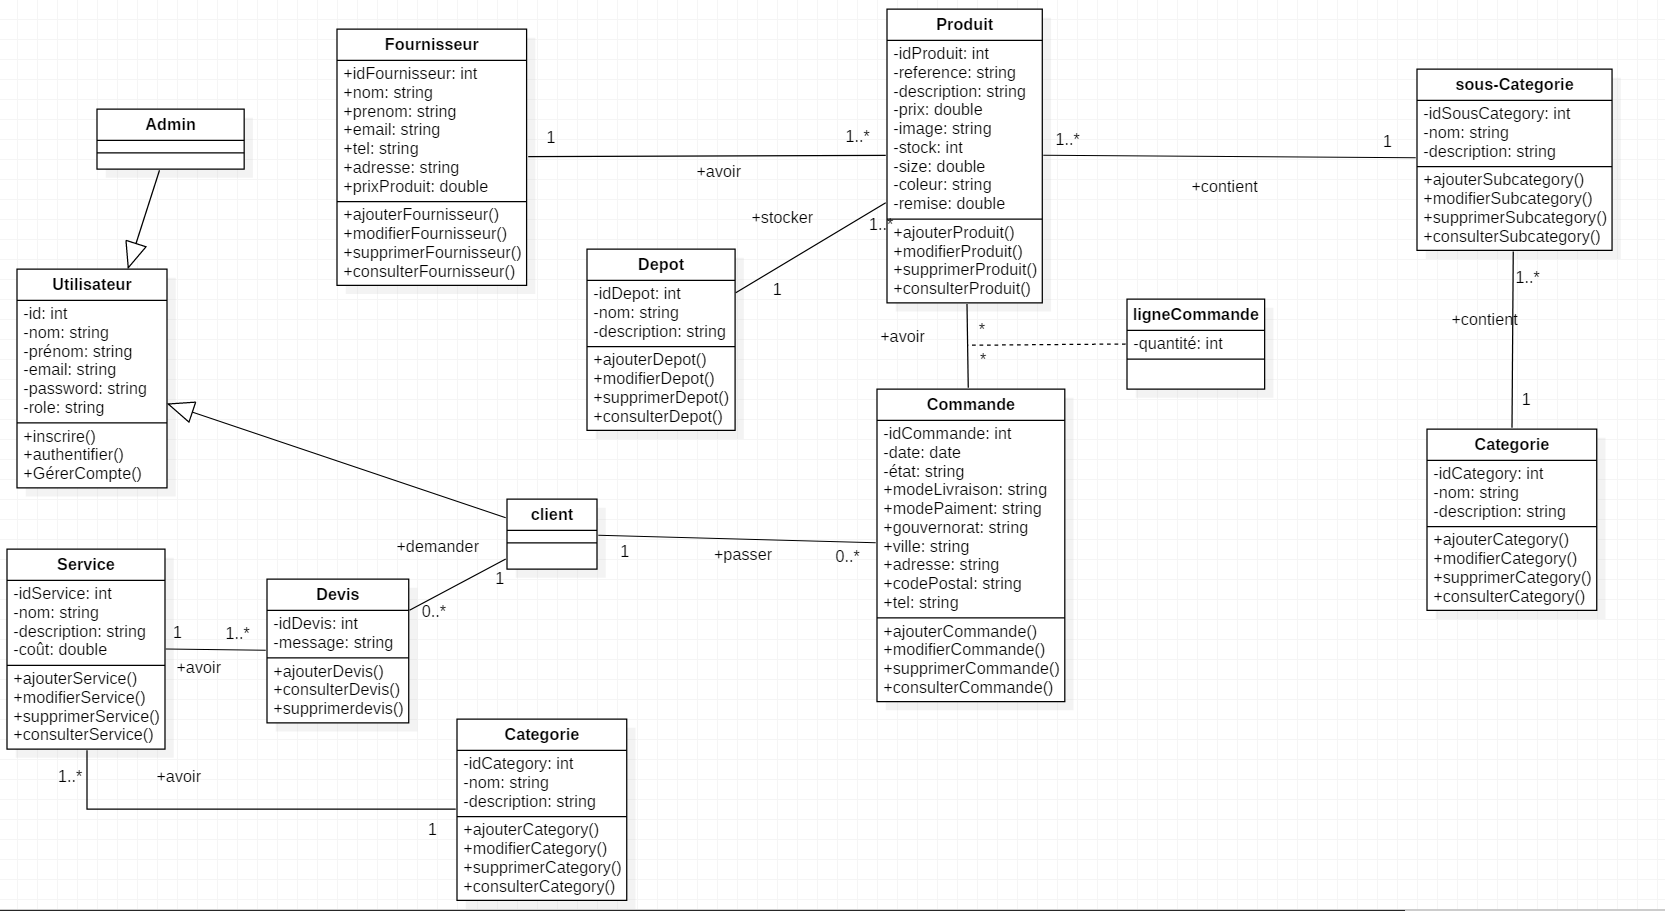 Admin
Utilisateur
-id: int
-nom: string
-prénom: string
-email: string
-password: string
-role: string
+inscrire()
+authentifier()
+GérerCompte()
Fournisseur
+idFournisseur: int
+nom: string
+prenom: string
+email: string
+tel: string
+adresse: string
+prixProduit: double
+ajouterFournisseur()
+modifierFournisseur()
+supprimerFournisseur()
+consulterFournisseur()
1
1..*
+avoir
Produit
-idProduit: int
-reference: string
-description: string
-prix: double
-image: string
-stock: int
-size: double
-coleur: string
-remise: double
+ajouterProduit()
+modifierProduit()
+supprimerProduit()
+consulterProduit()
1..*
1
+contient
sous-Categorie
-idSousCategory: int
-nom: string
-description: string
+ajouterSubcategory()
+modifierSubcategory()
+supprimerSubcategory()
+consulterSubcategory()
+stocker
1..*
1
Depot
-idDepot: int
-nom: string
-description: string
+ajouterDepot()
+modifierDepot()
+supprimerDepot()
+consulterDepot()
+avoir
*
*
ligneCommande
-quantité: int
1..*
+contient
1
Categorie
-idCategory: int
-nom: string
-description: string
+ajouterCategory()
+modifierCategory()
+supprimerCategory()
+consulterCategory()
Commande
-idCommande: int
-date: date
-état: string
+modeLivraison: string
+modePaiment: string
+gouvernorat: string
+ville: string
+adresse: string
+codePostal: string
+tel: string
+ajouterCommande()
+modifierCommande()
+supprimerCommande()
+consulterCommande()
client
1
+passer
0..*
+demander
1
0..*
Service
-idService: int
-nom: string
-description: string
-coût: double
+ajouterService()
+modifierService()
+supprimerService()
+consulterService()
1
1..*
+avoir
Devis
-idDevis: int
-message: string
+ajouterDevis()
+consulterDevis()
+supprimerdevis()
1..*
+avoir
1
Categorie
-idCategory: int
-nom: string
-description: string
+ajouterCategory()
+modifierCategory()
+supprimerCategory()
+consulterCategory()